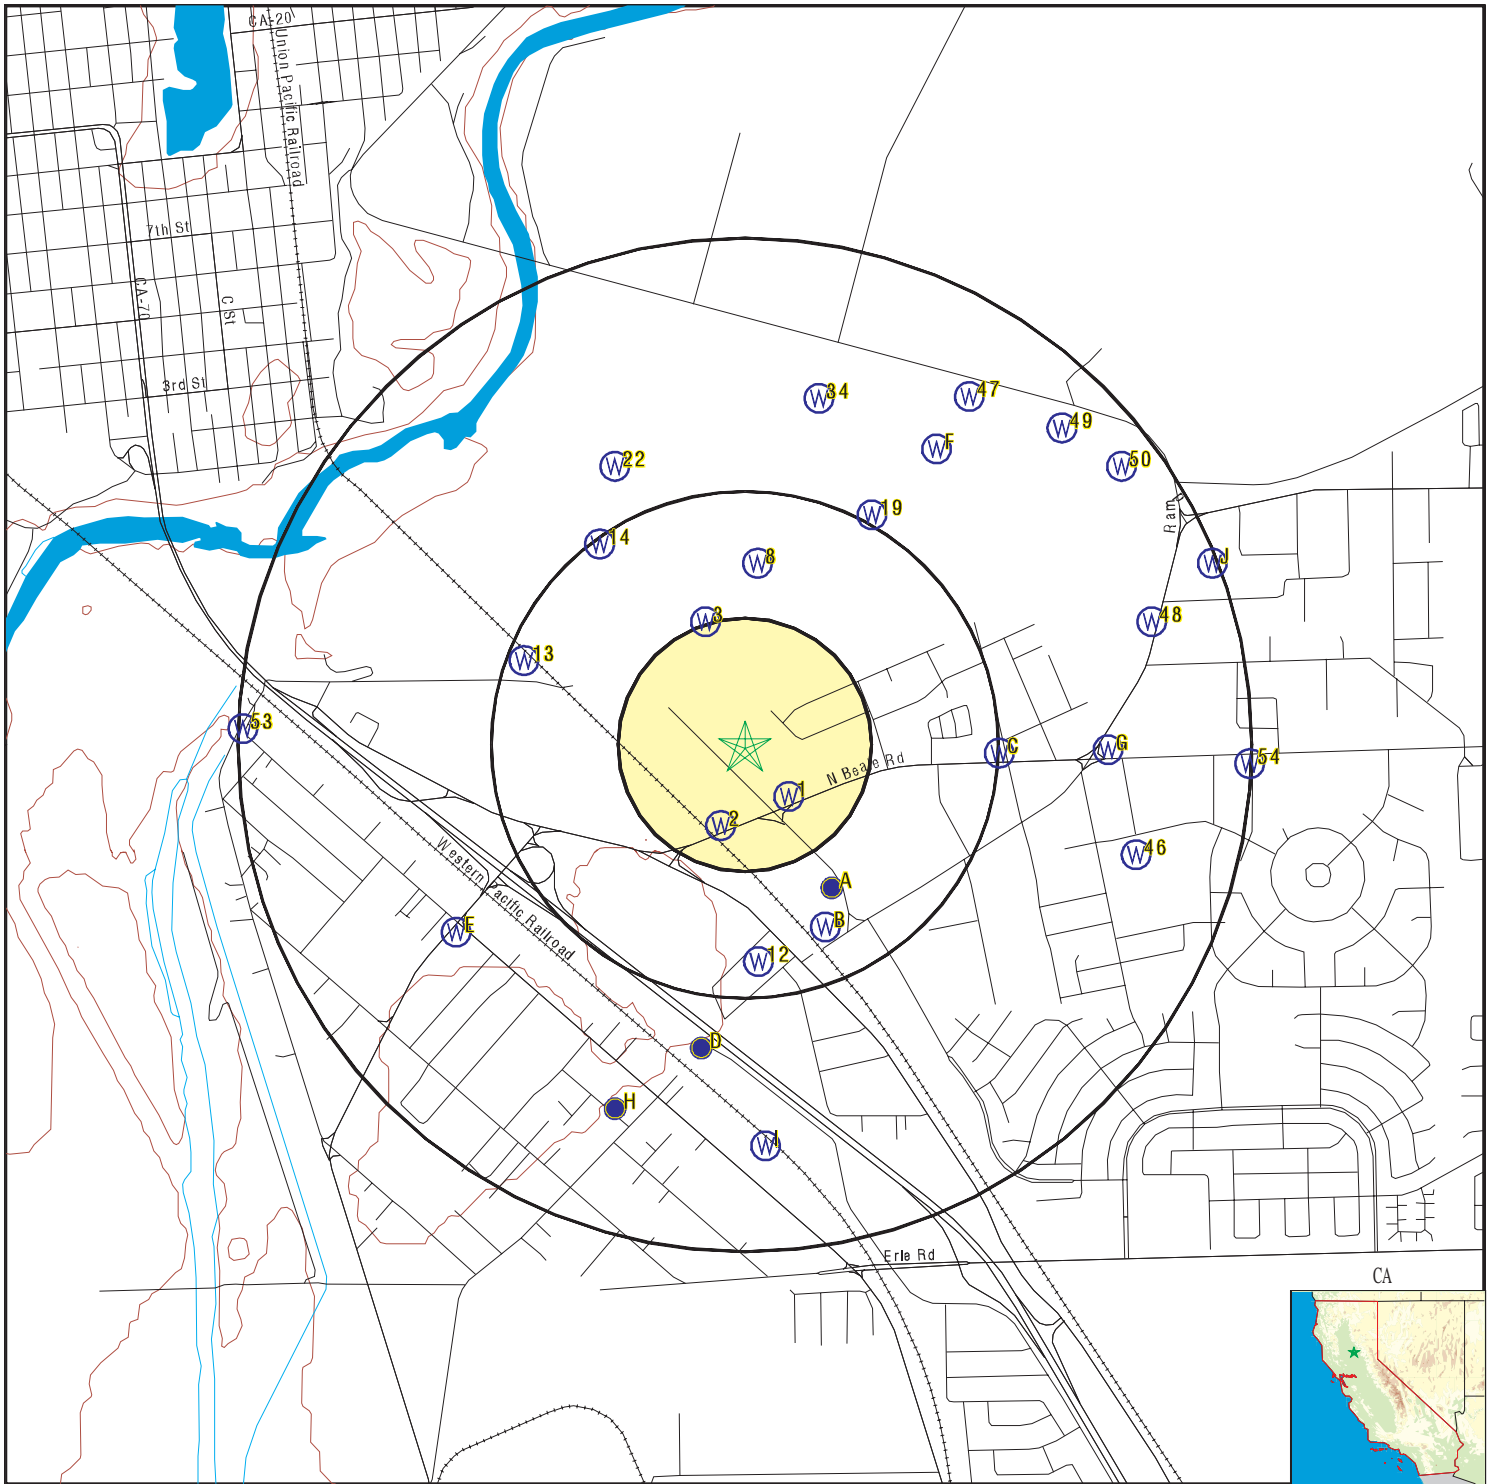 CA-20
Union Pacific Railroad
7th St
CA-70
C St
3rd St
W 34
W 47
W 49
W F
W 50
W 22
W 19
Ram
W 14
W 8
W J
W 3
W 48
W 13
W 53
W C
W G
W 54
N Beale Rd
W 1
W 2
W 46
Western Pacific Railroad
A
W B
W E
W 12
D
H
W I
Erle Rd
CA